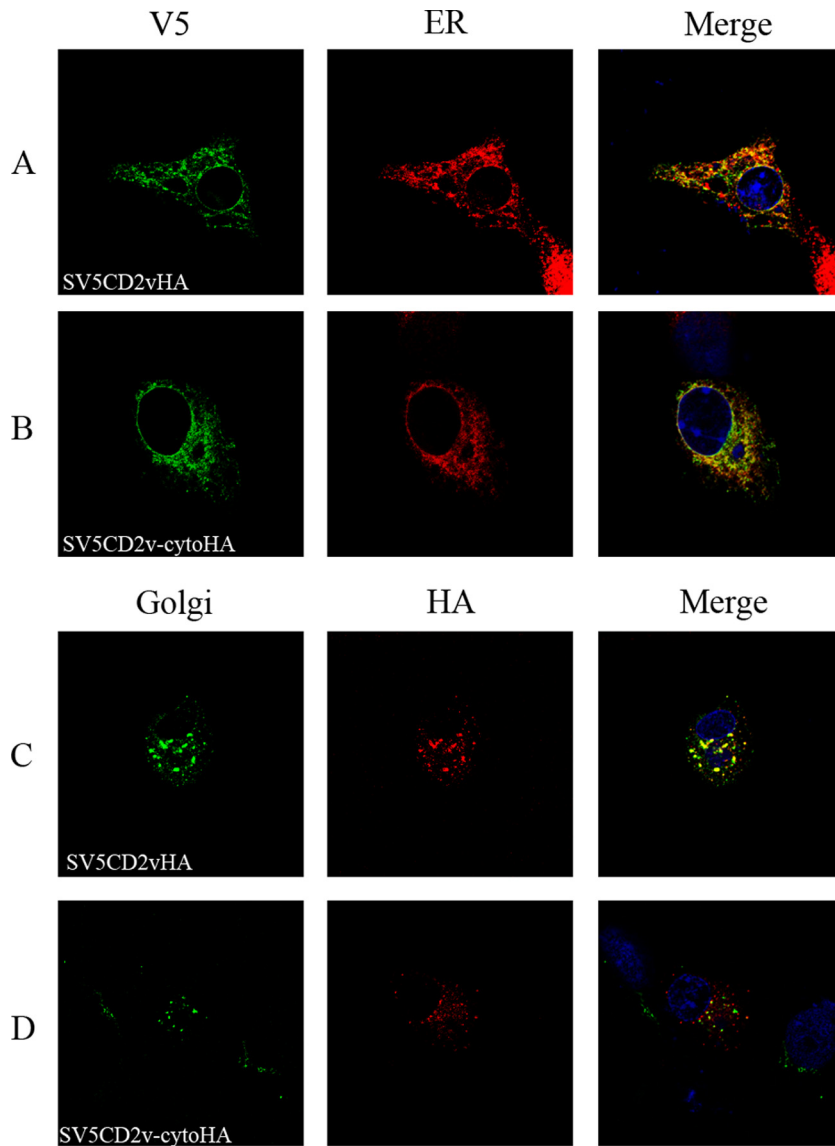 V5 ER Merge
A
SV5CD2vHA
B
SV5CD2v-cytoHA
Golgi HA Merge
C
SV5CD2vHA
D
SV5CD2v-cytoHA